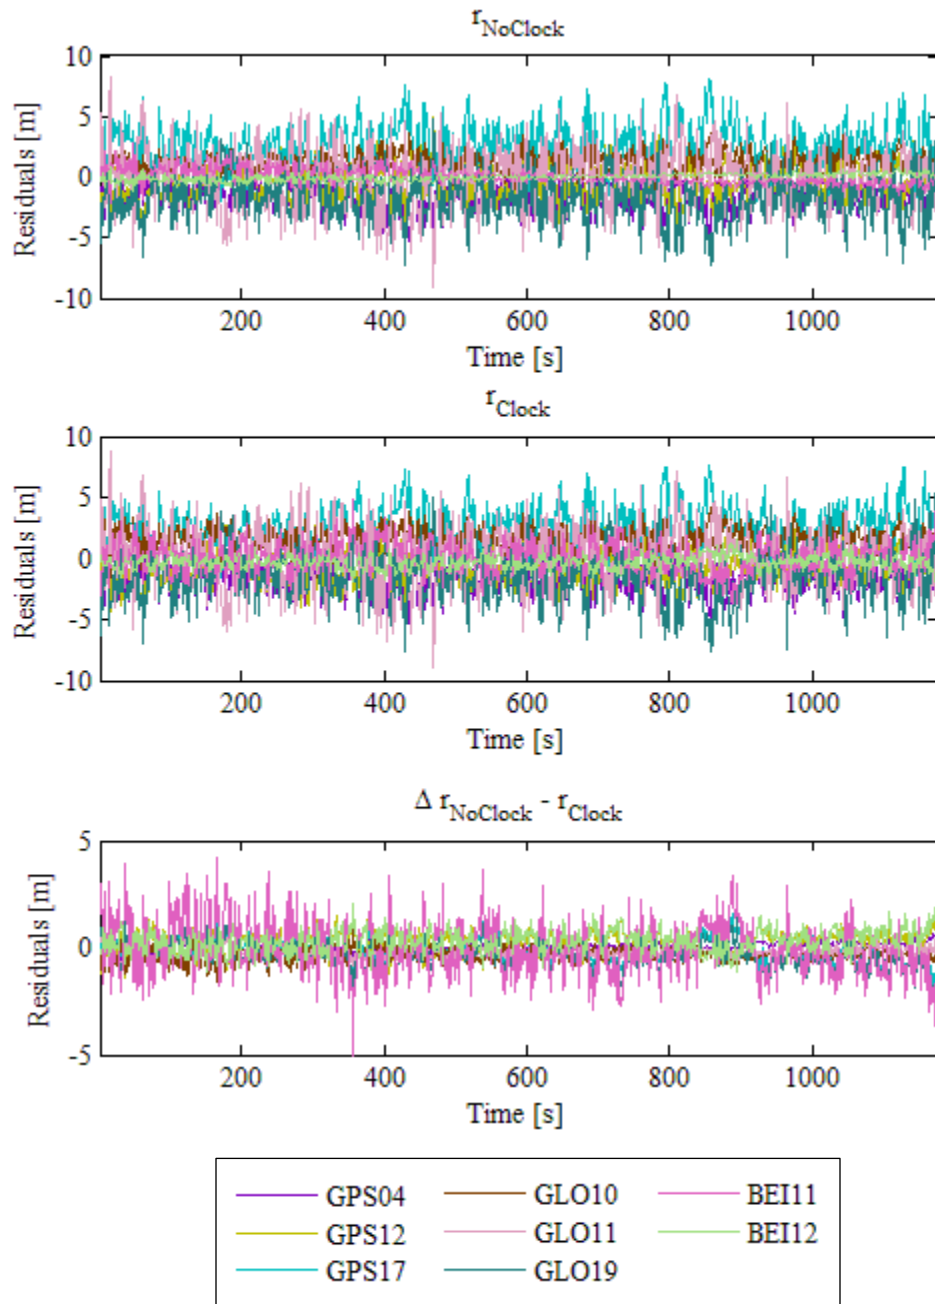 r_NoClock
Residuals [m]
10
5
0
-5
-10
200 400 600 800 1000
Time [s]
r_Clock
Residuals [m]
10
5
0
-5
-10
200 400 600 800 1000
Time [s]
Δ r_NoClock - r_Clock
Residuals [m]
5
0
-5
200 400 600 800 1000
Time [s]
GPS04 GLO10 BEI11
GPS12 GLO11 BEI12
GPS17 GLO19